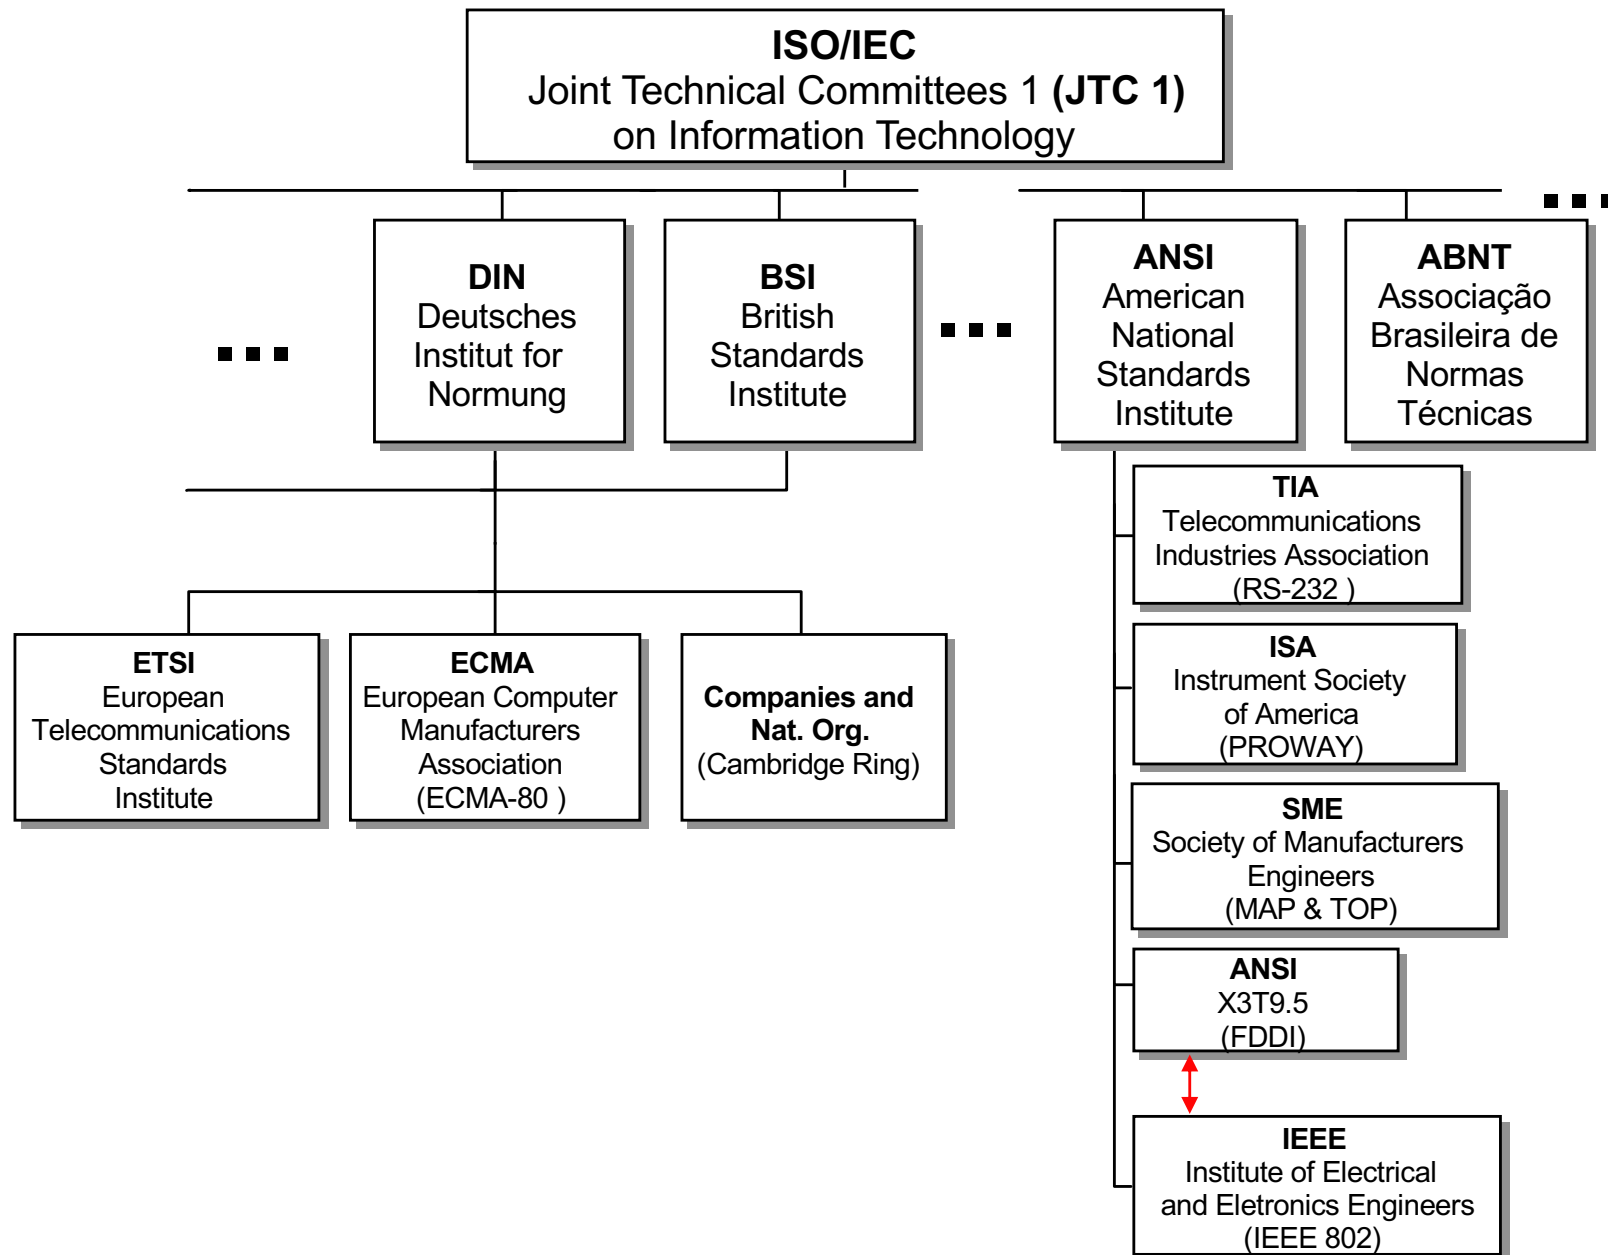 ISO/IEC
Joint Technical Committees 1 (JTC 1)
on Information Technology
DIN
Deutsches
Institut for
Normung
BSI
British
Standards
Institute
ANSI
American
National
Standards
Institute
ABNT
Associação
Brasileira de
Normas
Técnicas
TIA
Telecommunications
Industries Association
(RS-232 )
ISA
Instrument Society
of America
(PROWAY)
SME
Society of Manufacturers
Engineers
(MAP & TOP)
ANSI
X3T9.5
(FDDI)
IEEE
Institute of Electrical
and Eletronics Engineers
(IEEE 802)
ETSI
European
Telecommunications
Standards
Institute
ECMA
European Computer
Manufacturers
Association
(ECMA-80 )
Companies and
Nat. Org.
(Cambridge Ring)